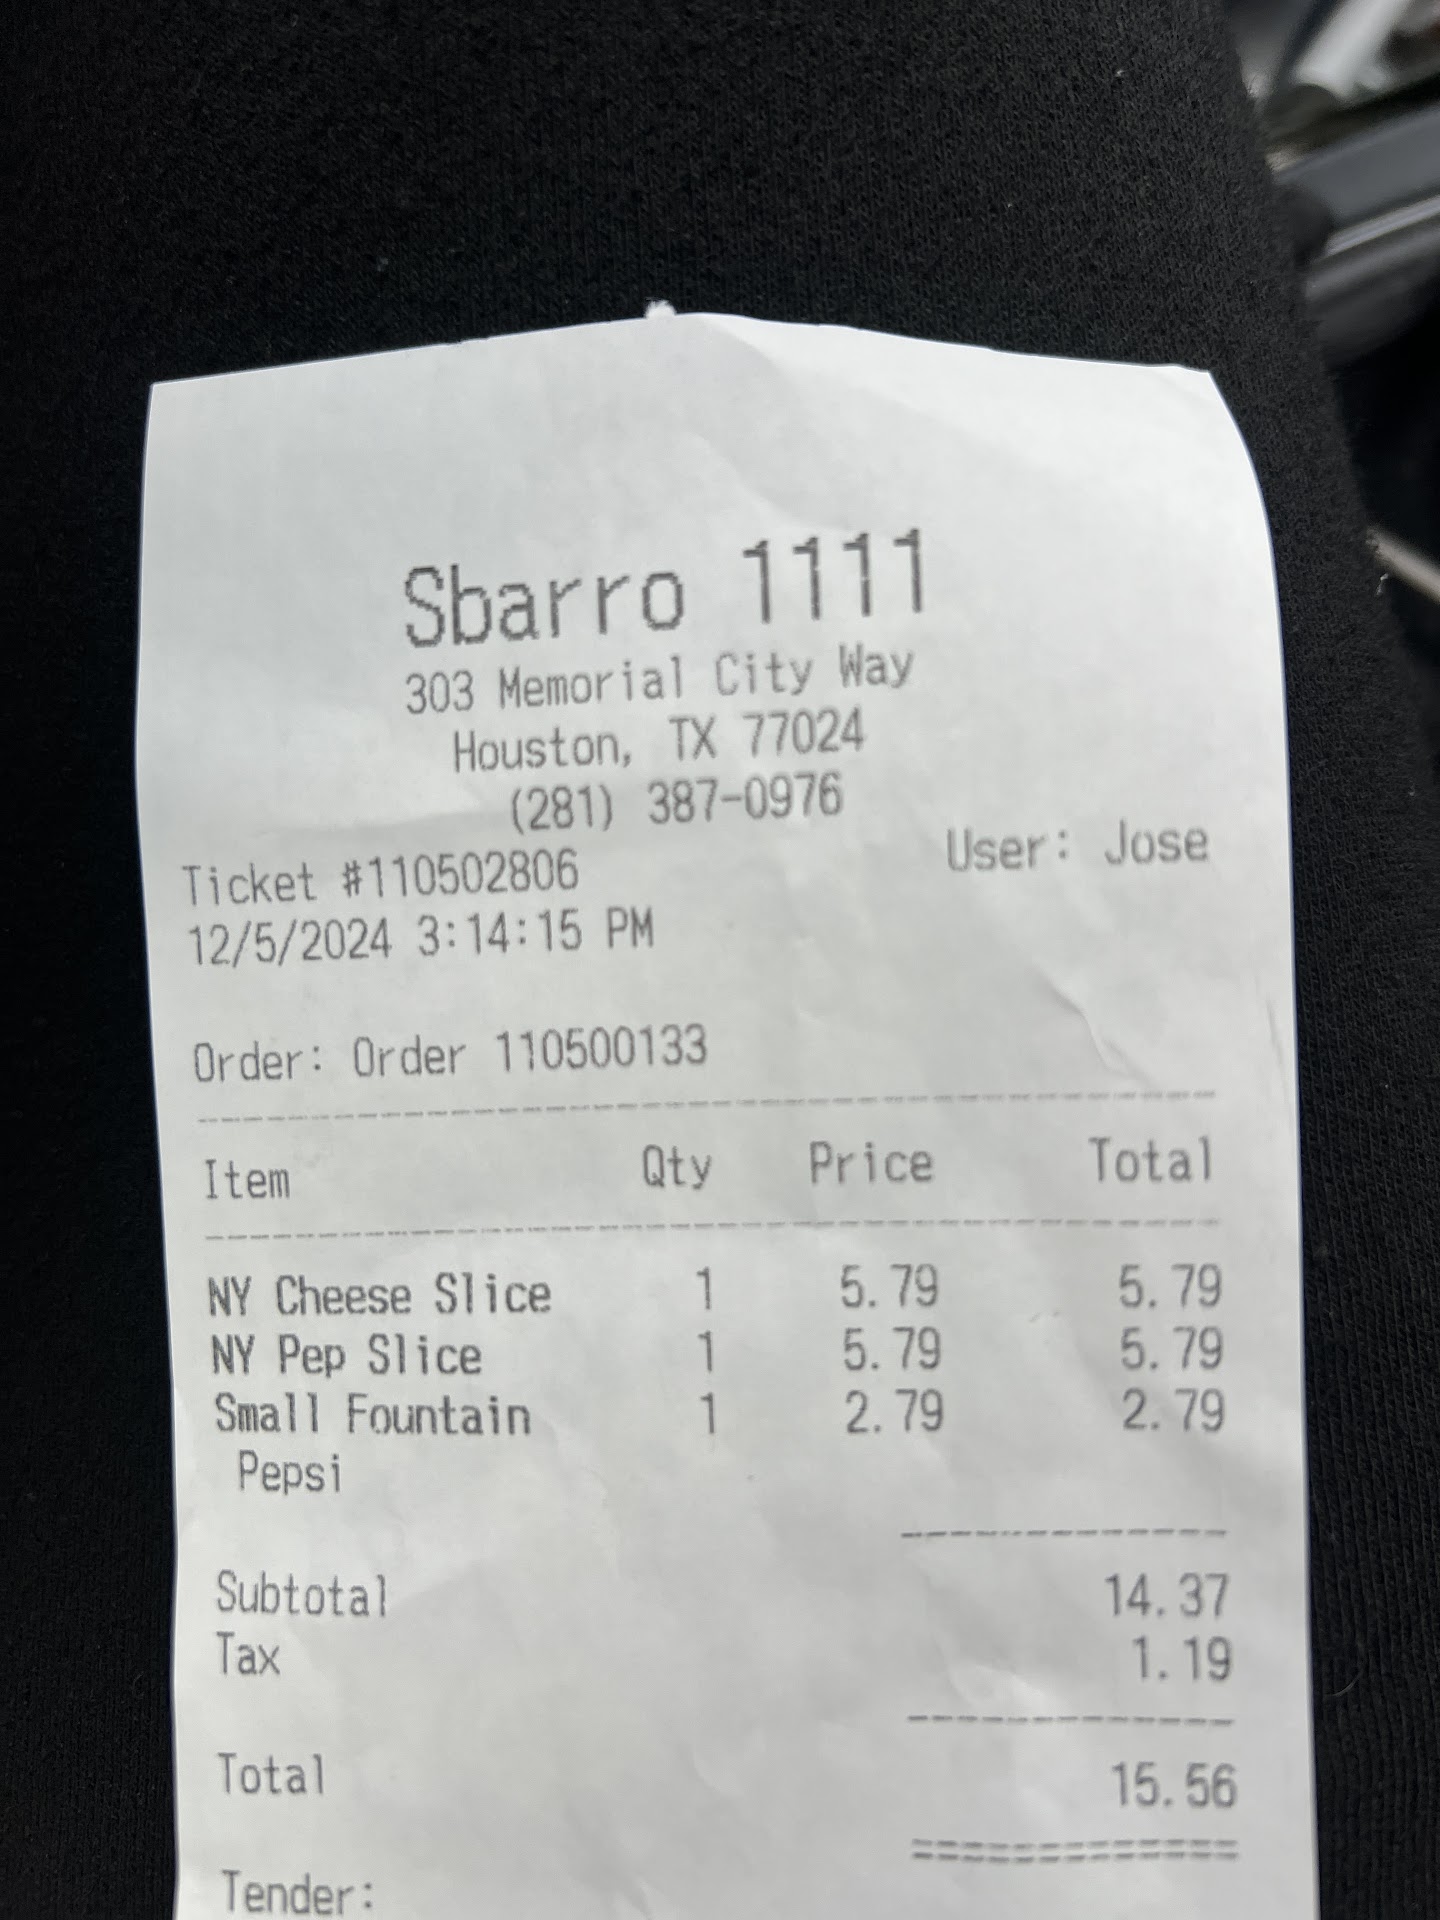 Sbarro 1111
303 Memorial City Way
Houston, TX 77024
(281) 387-0976
User: Jose
Ticket #110502806
12/5/2024 3:14:15 PM
Order: Order 110500133
Item Qty Price Total
NY Cheese Slice 1 5.79 5.79
NY Pep Slice 1 5.79 5.79
Small Fountain 1 2.79 2.79
Pepsi
Subtotal 14.37
Tax 1.19
Total 15.56
Tender: